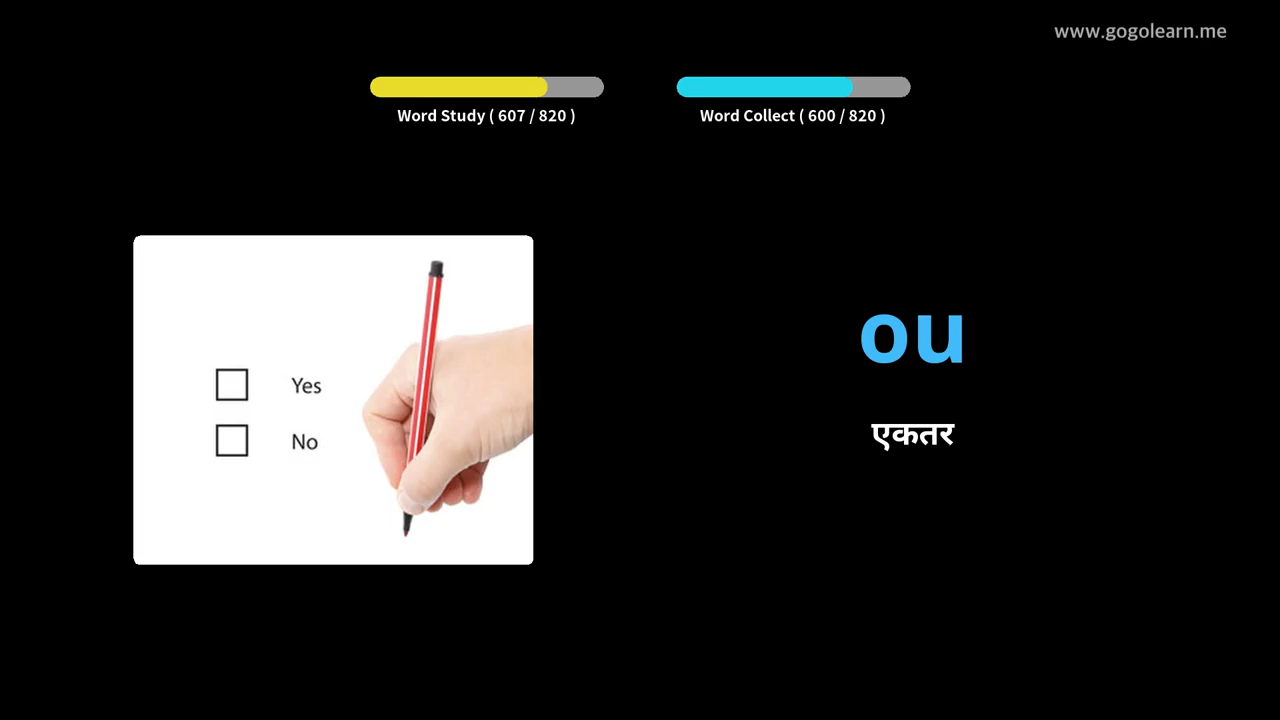 www.gogolearn.me
Word Study ( 607 / 820 )
Word Collect ( 600 / 820 )
Yes
No
ou
एकतर